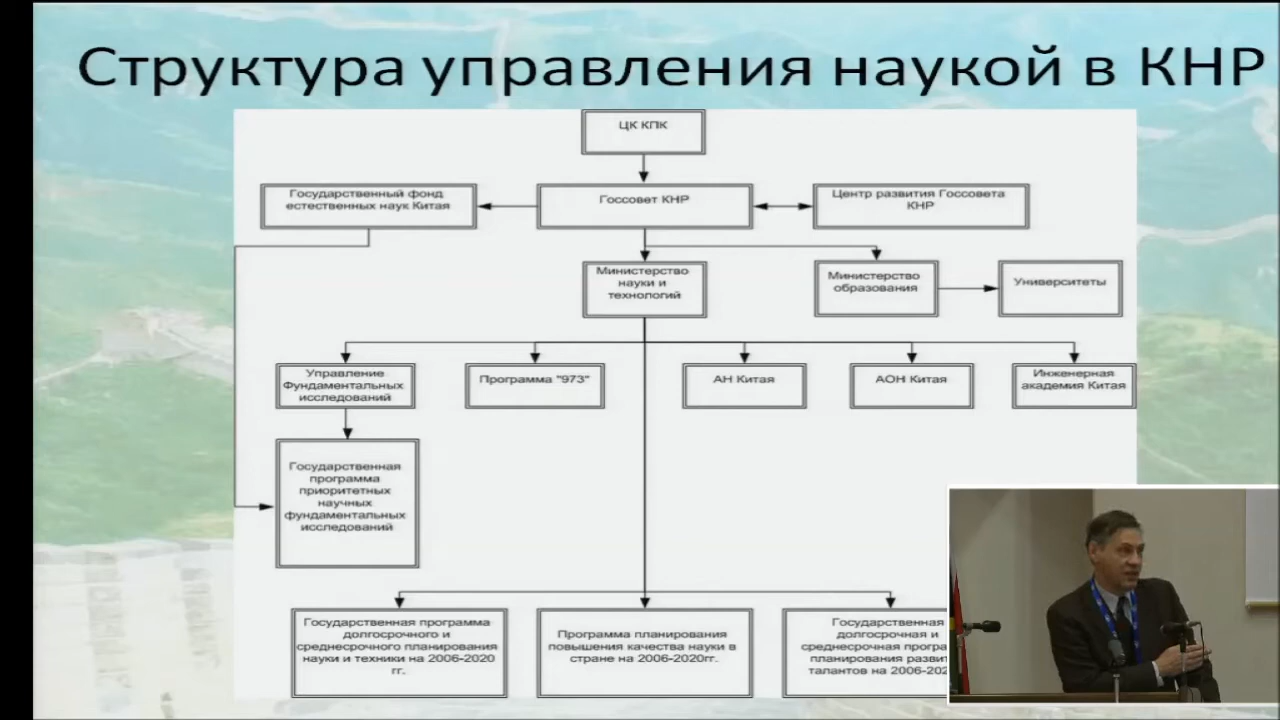 Структура управления наукой в КНР
ЦК КПК
Государственный фонд
естественных наук Китая
Госсовет КНР
Центр развития Госсовета
КНР
Министерство
науки и
технологий
Министерство
образования
Университеты
Управление
Фундаментальных
исследований
Программа "973"
АН Китая
АОН Китая
Инженерная
академия Китая
Государственная
программа
приоритетных
научных
фундаментальных
исследований
Государственная программа
долгосрочного и
среднесрочного планирования
науки и техники на 2006-2020
гг.
Программа планирования
повышения качества науки в
стране на 2006-2020гг.
Государственная
долгосрочная и
среднесрочная
планирования
талантов на